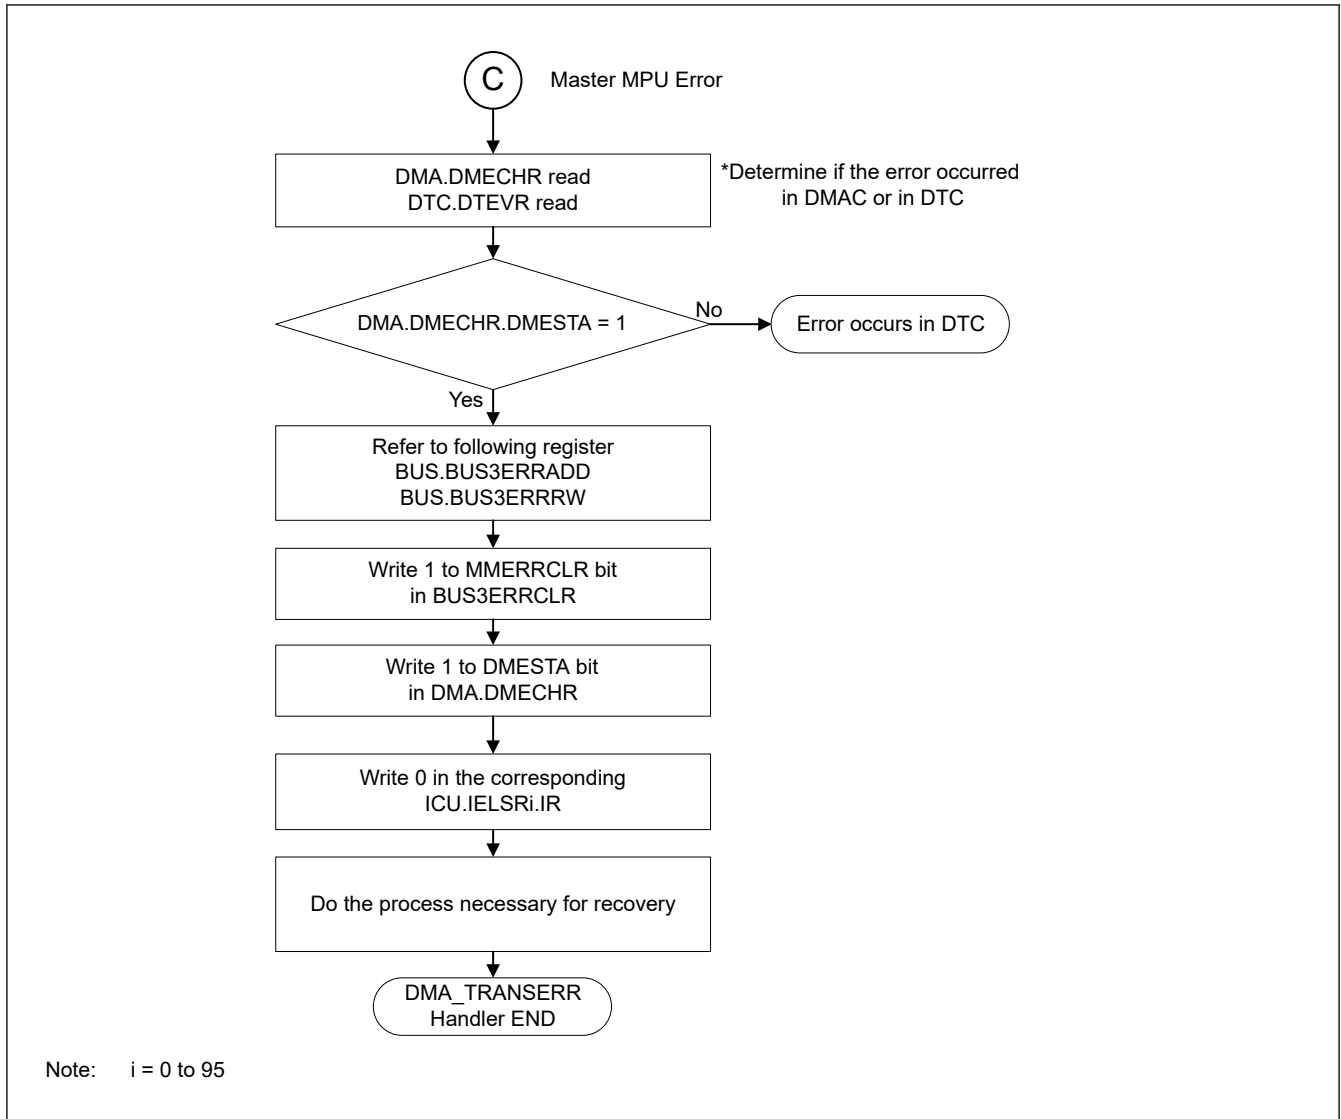 C
Master MPU Error
DMA.DMECHR read
DTC.DTEVR read
*Determine if the error occurred
in DMAC or in DTC
DMA.DMECHR.DMESTA = 1
No
Error occurs in DTC
Yes
Refer to following register
BUS.BUS3ERRADD
BUS.BUS3ERRRW
Write 1 to MMERRCLR bit
in BUS3ERRCLR
Write 1 to DMESTA bit
in DMA.DMECHR
Write 0 in the corresponding
ICU.IELSRi.IR
Do the process necessary for recovery
DMA_TRANSERR
Handler END
Note: i = 0 to 95